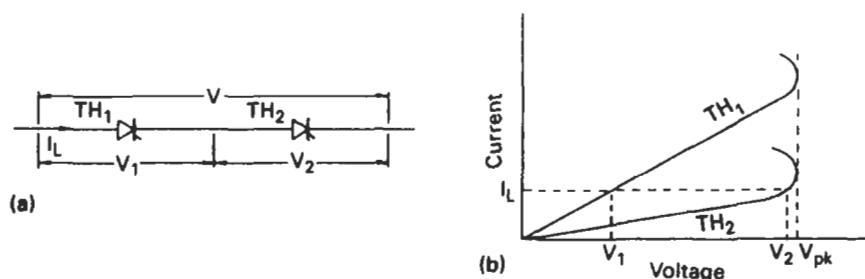 V
TH1
TH2
IL
V1
V2
(a)
Current
TH1
IL
TH2
V1
V2
Vpk
(b)
Voltage